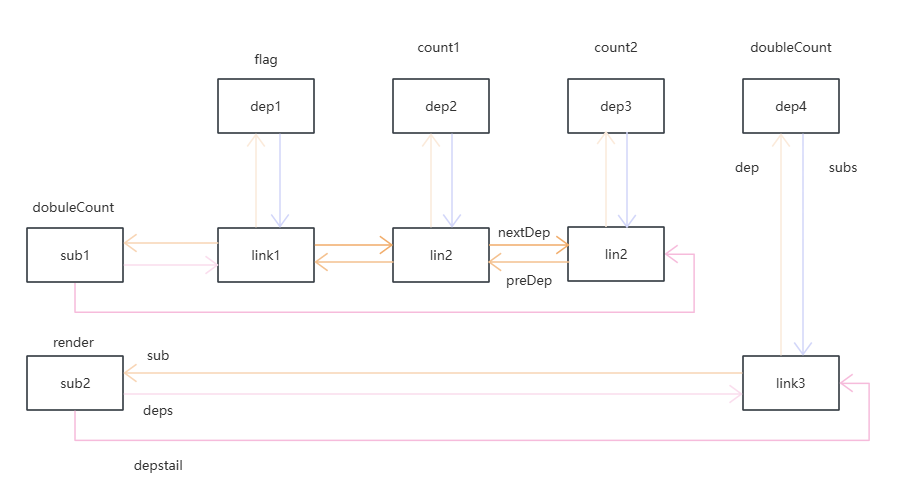 flag
count1
count2
doubleCount
dep1
dep2
dep3
dep4
dep
subs
dobuleCount
sub1
link1
lin2
nextDep
preDep
lin2
render
sub2
sub
deps
link3
depstail